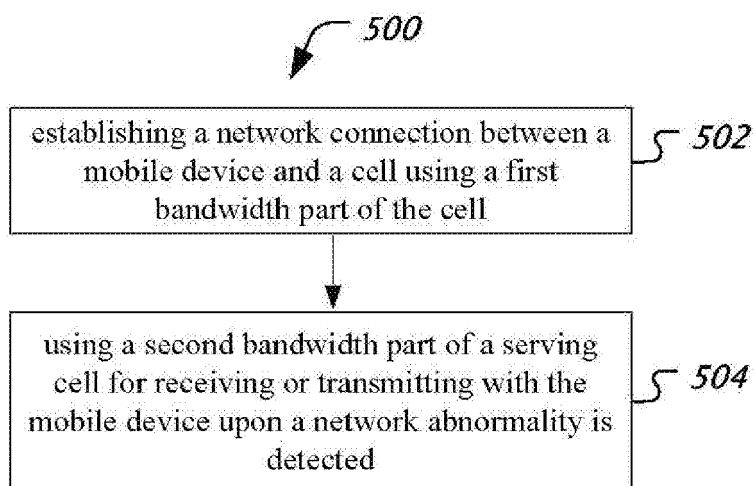 500
establishing a network connection between a
mobile device and a cell using a first
bandwidth part of the cell
502
using a second bandwidth part of a serving
cell for receiving or transmitting with the
mobile device upon a network abnormality is
detected
504